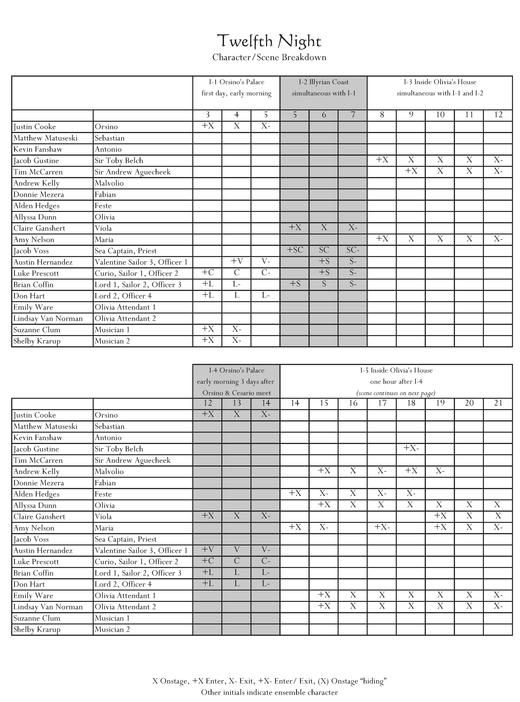 Twelfth Night
Character/Scene Breakdown
I-1 Orsino's Palace I-2 Illyrian Coast I-3 Inside Olivia's House
first day, early morning simultaneous with I-1 simultaneous with I-1 and I-2
3 4 5 5 6 7 8 9 10 11 12
Justin Cooke Orsino +X X X-
Matthew Matuseski Sebastian
Kevin Fanshaw Antonio
Jacob Gustine Sir Toby Belch +X X X X X-
Tim McCarren Sir Andrew Aguecheek +X X X X-
Andrew Kelly Malvolio
Donnie Mezera Fabian
Alden Hedges Feste
Allyssa Dunn Olivia
Claire Ganshert Viola +X X X-
Amy Nelson Maria +X X X X X-
Jacob Voss Sea Captain, Priest +SC SC SC-
Austin Hernandez Valentine Sailor 3, Officer 1 +V V- +S S-
Luke Prescott Curio, Sailor 1, Officer 2 +C C C- +S S-
Brian Coffin Lord 1, Sailor 2, Officer 3 +L L- +S S S-
Don Hart Lord 2, Officer 4 +L L L-
Emily Ware Olivia Attendant 1
Lindsay Van Norman Olivia Attendant 2
Suzanne Clum Musician 1 +X X-
Shelby Krarup Musician 2 +X X-
I-4 Orsino's Palace I-5 Inside Olivia's House
early morning 3 days after one hour after I-4
Orsino & Cesario meet (scene continues on next page)
12 13 14 14 15 16 17 18 19 20 21
Justin Cooke Orsino +X X X-
Matthew Matuseski Sebastian
Kevin Fanshaw Antonio
Jacob Gustine Sir Toby Belch +X-
Tim McCarren Sir Andrew Aguecheek
Andrew Kelly Malvolio +X X X- +X X-
Donnie Mezera Fabian
Alden Hedges Feste +X X- X X- X-
Allyssa Dunn Olivia +X X X X X X X
Claire Ganshert Viola +X X X- +X X X
Amy Nelson Maria +X X- +X- +X X X-
Jacob Voss Sea Captain, Priest
Austin Hernandez Valentine Sailor 3, Officer 1 +V V V-
Luke Prescott Curio, Sailor 1, Officer 2 +C C C-
Brian Coffin Lord 1, Sailor 2, Officer 3 +L L L-
Don Hart Lord 2, Officer 4 +L L L-
Emily Ware Olivia Attendant 1 +X X X X X X X-
Lindsay Van Norman Olivia Attendant 2 +X X X X X X X-
Suzanne Clum Musician 1
Shelby Krarup Musician 2
X Onstage, +X Enter, X- Exit, +X- Enter/ Exit, (X) Onstage "hiding"
Other initials indicate ensemble character